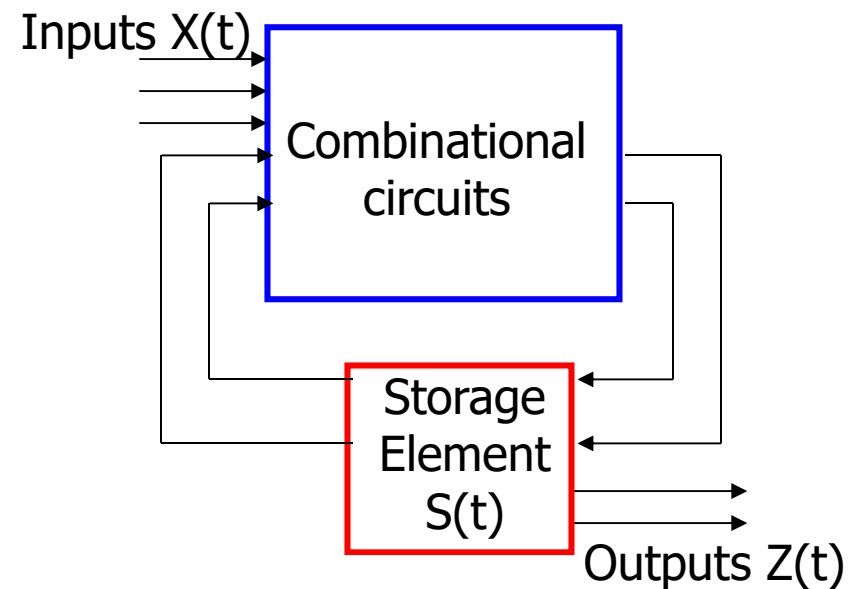 Inputs X(t)
Combinational
circuits
Storage
Element
S(t)
Outputs Z(t)